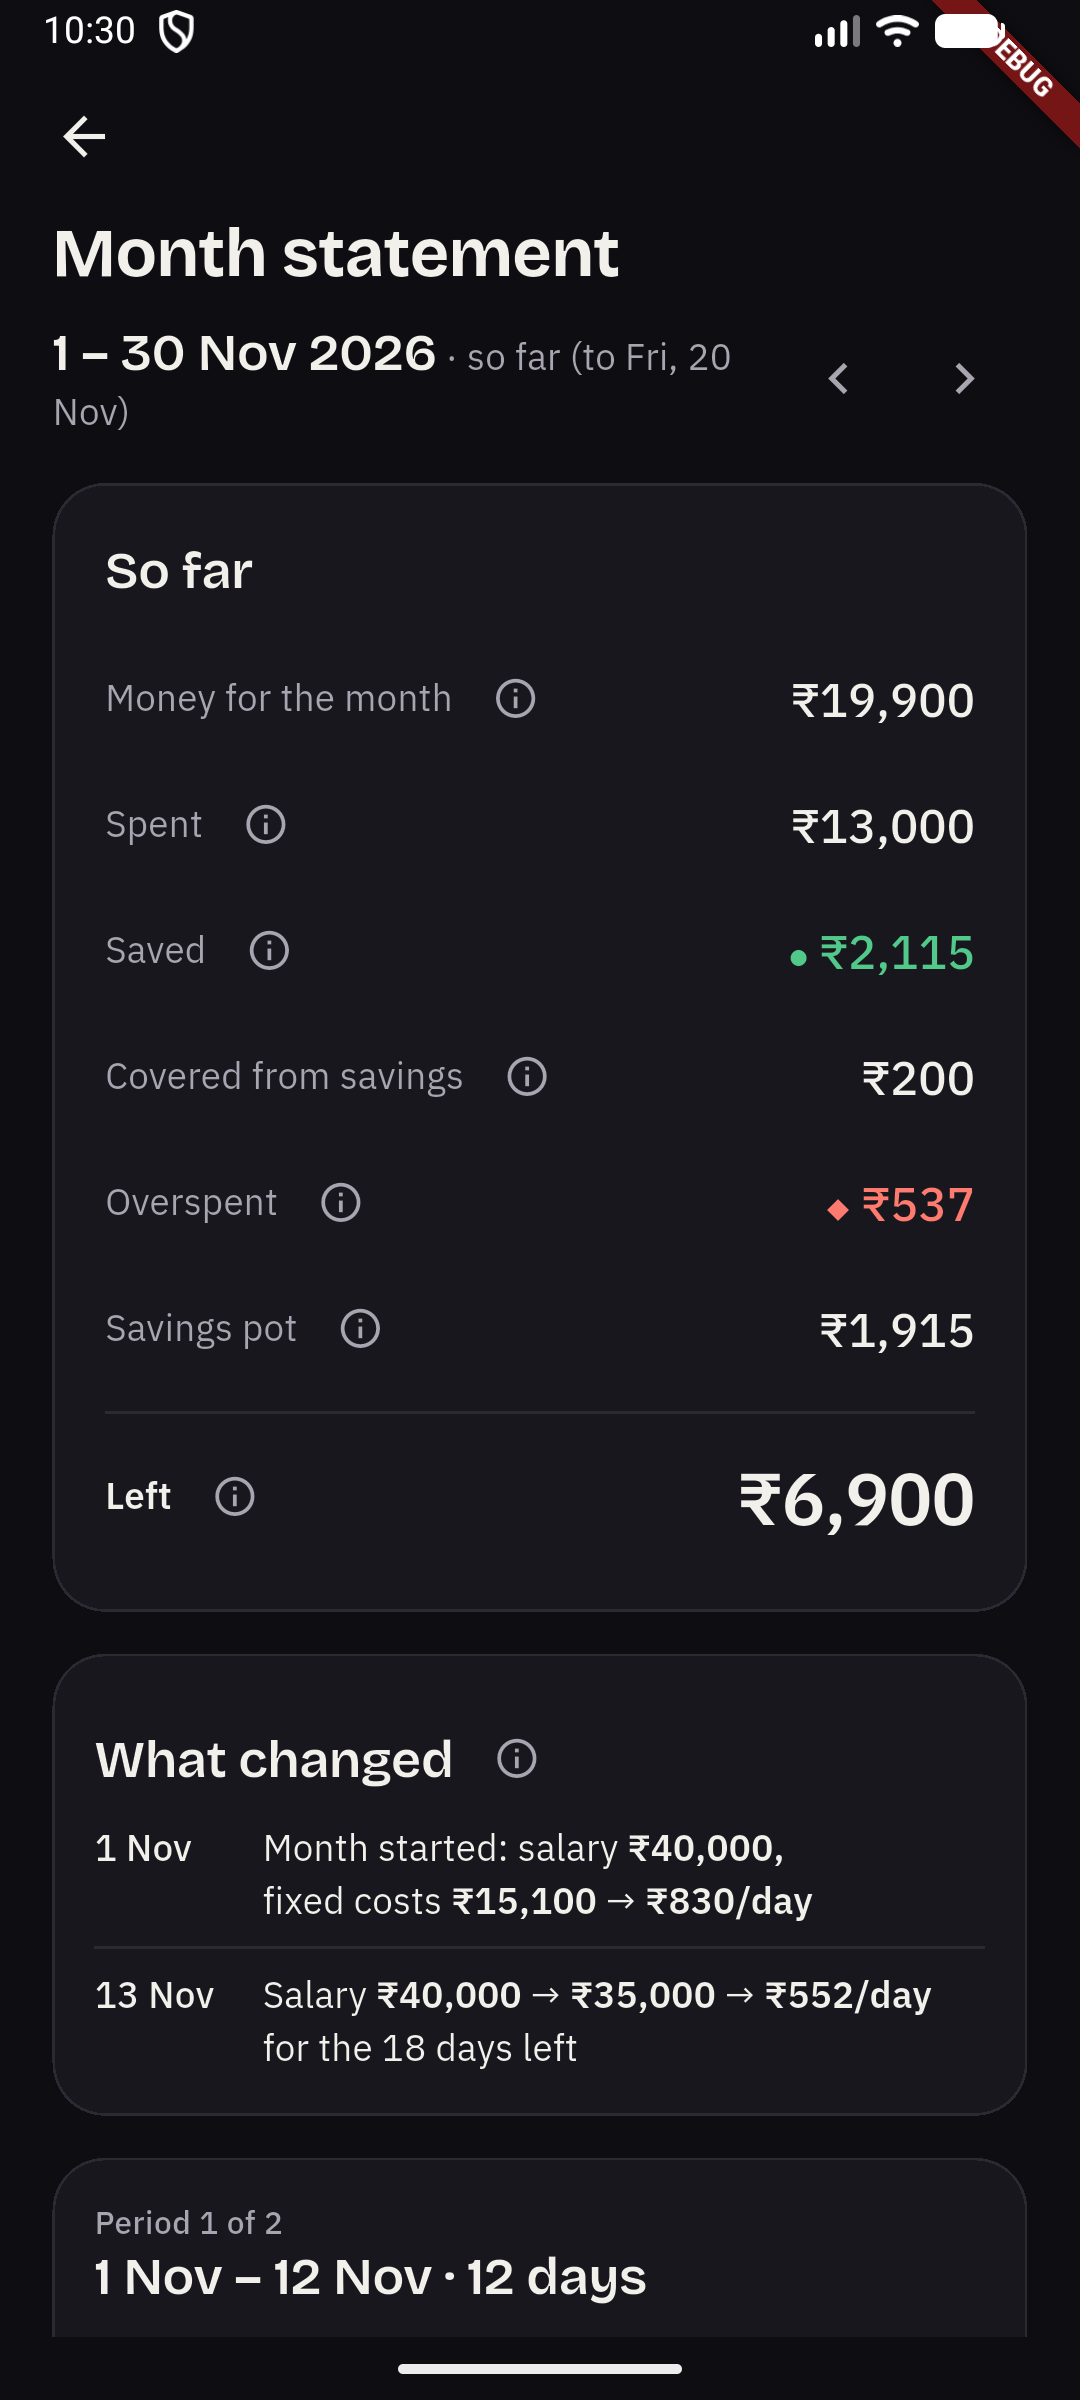 10:30
DEBUG
Month statement
1 – 30 Nov 2026 · so far (to Fri, 20
Nov)
So far
Money for the month ₹19,900
Spent ₹13,000
Saved ● ₹2,115
Covered from savings ₹200
Overspent ◆ ₹537
Savings pot ₹1,915
Left ₹6,900
What changed
1 Nov Month started: salary ₹40,000,
fixed costs ₹15,100 → ₹830/day
13 Nov Salary ₹40,000 → ₹35,000 → ₹552/day
for the 18 days left
Period 1 of 2
1 Nov – 12 Nov · 12 days